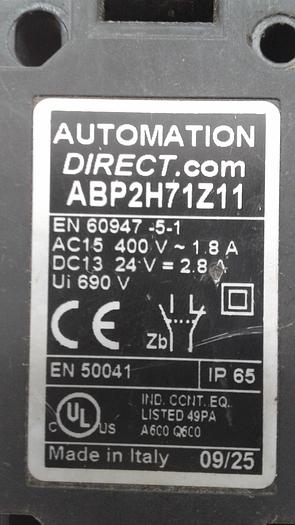 AUTOMATION
DIRECT.com
ABP2H71Z11
EN 60947 -5-1
AC15 400 V ~ 1.8 A
DC13 24 V = 2.8 A
Ui 690 V
CE
Zb
EN 50041 IP 65
C UL US
IND. CONT. EQ.
LISTED 49PA
A600 Q600
Made in Italy 09/25